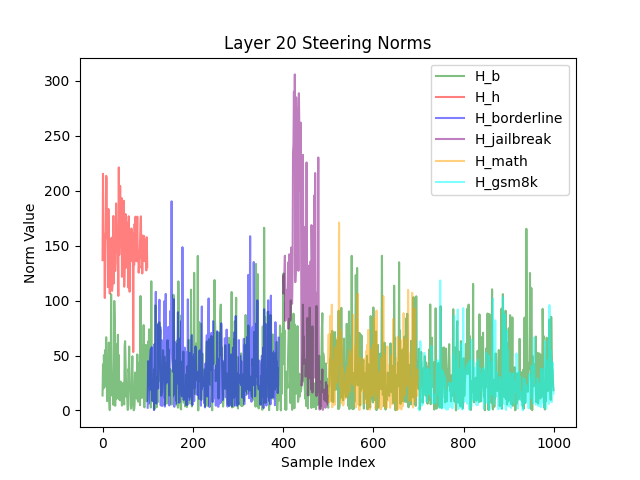 Layer 20 Steering Norms
Norm Value
300
250
200
150
100
50
0
H_b
H_h
H_borderline
H_jailbreak
H_math
H_gsm8k
0 200 400 600 800 1000
Sample Index